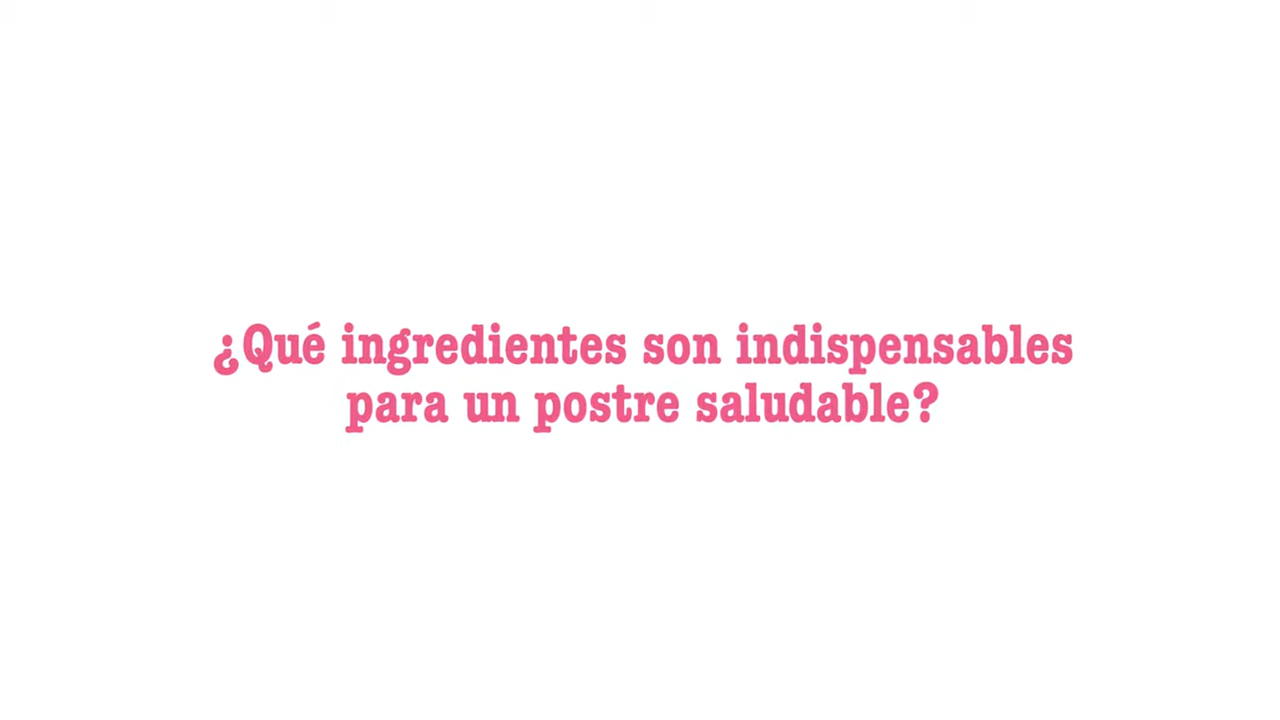 ¿Qué ingredientes son indispensables
para un postre saludable?